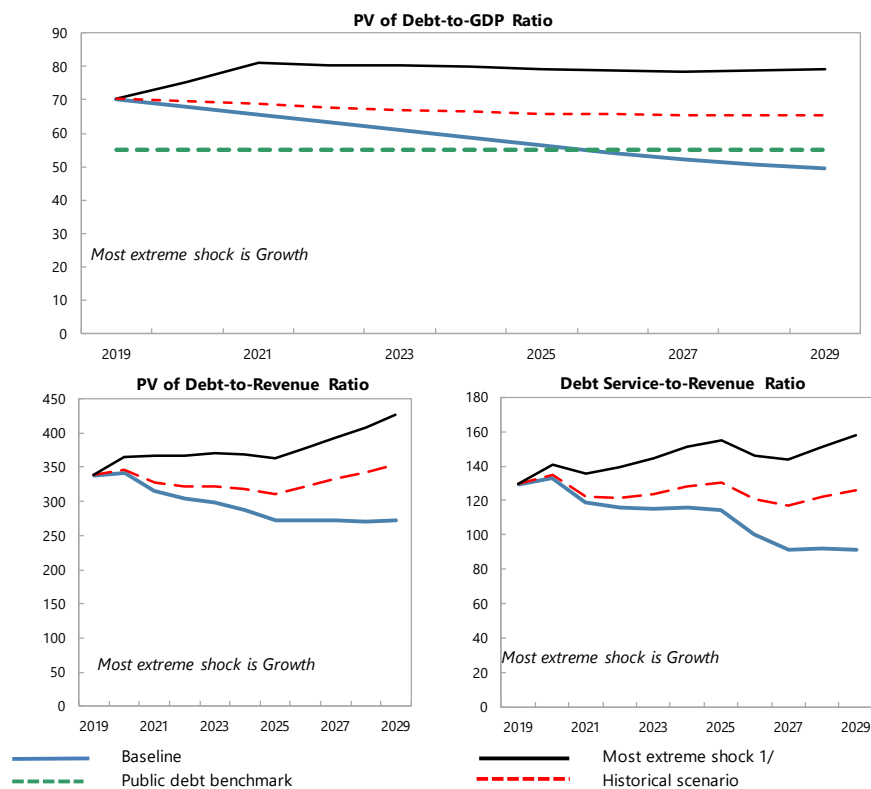 PV of Debt-to-GDP Ratio
90
80
70
60
50
40
30
20
10
0
Most extreme shock is Growth
2019 2021 2023 2025 2027 2029
PV of Debt-to-Revenue Ratio
450
400
350
300
250
200
150
100
50
0
Most extreme shock is Growth
2019 2021 2023 2025 2027 2029
Debt Service-to-Revenue Ratio
180
160
140
120
100
80
60
40
20
0
Most extreme shock is Growth
2019 2021 2023 2025 2027 2029
Baseline
Most extreme shock 1/
Public debt benchmark
Historical scenario